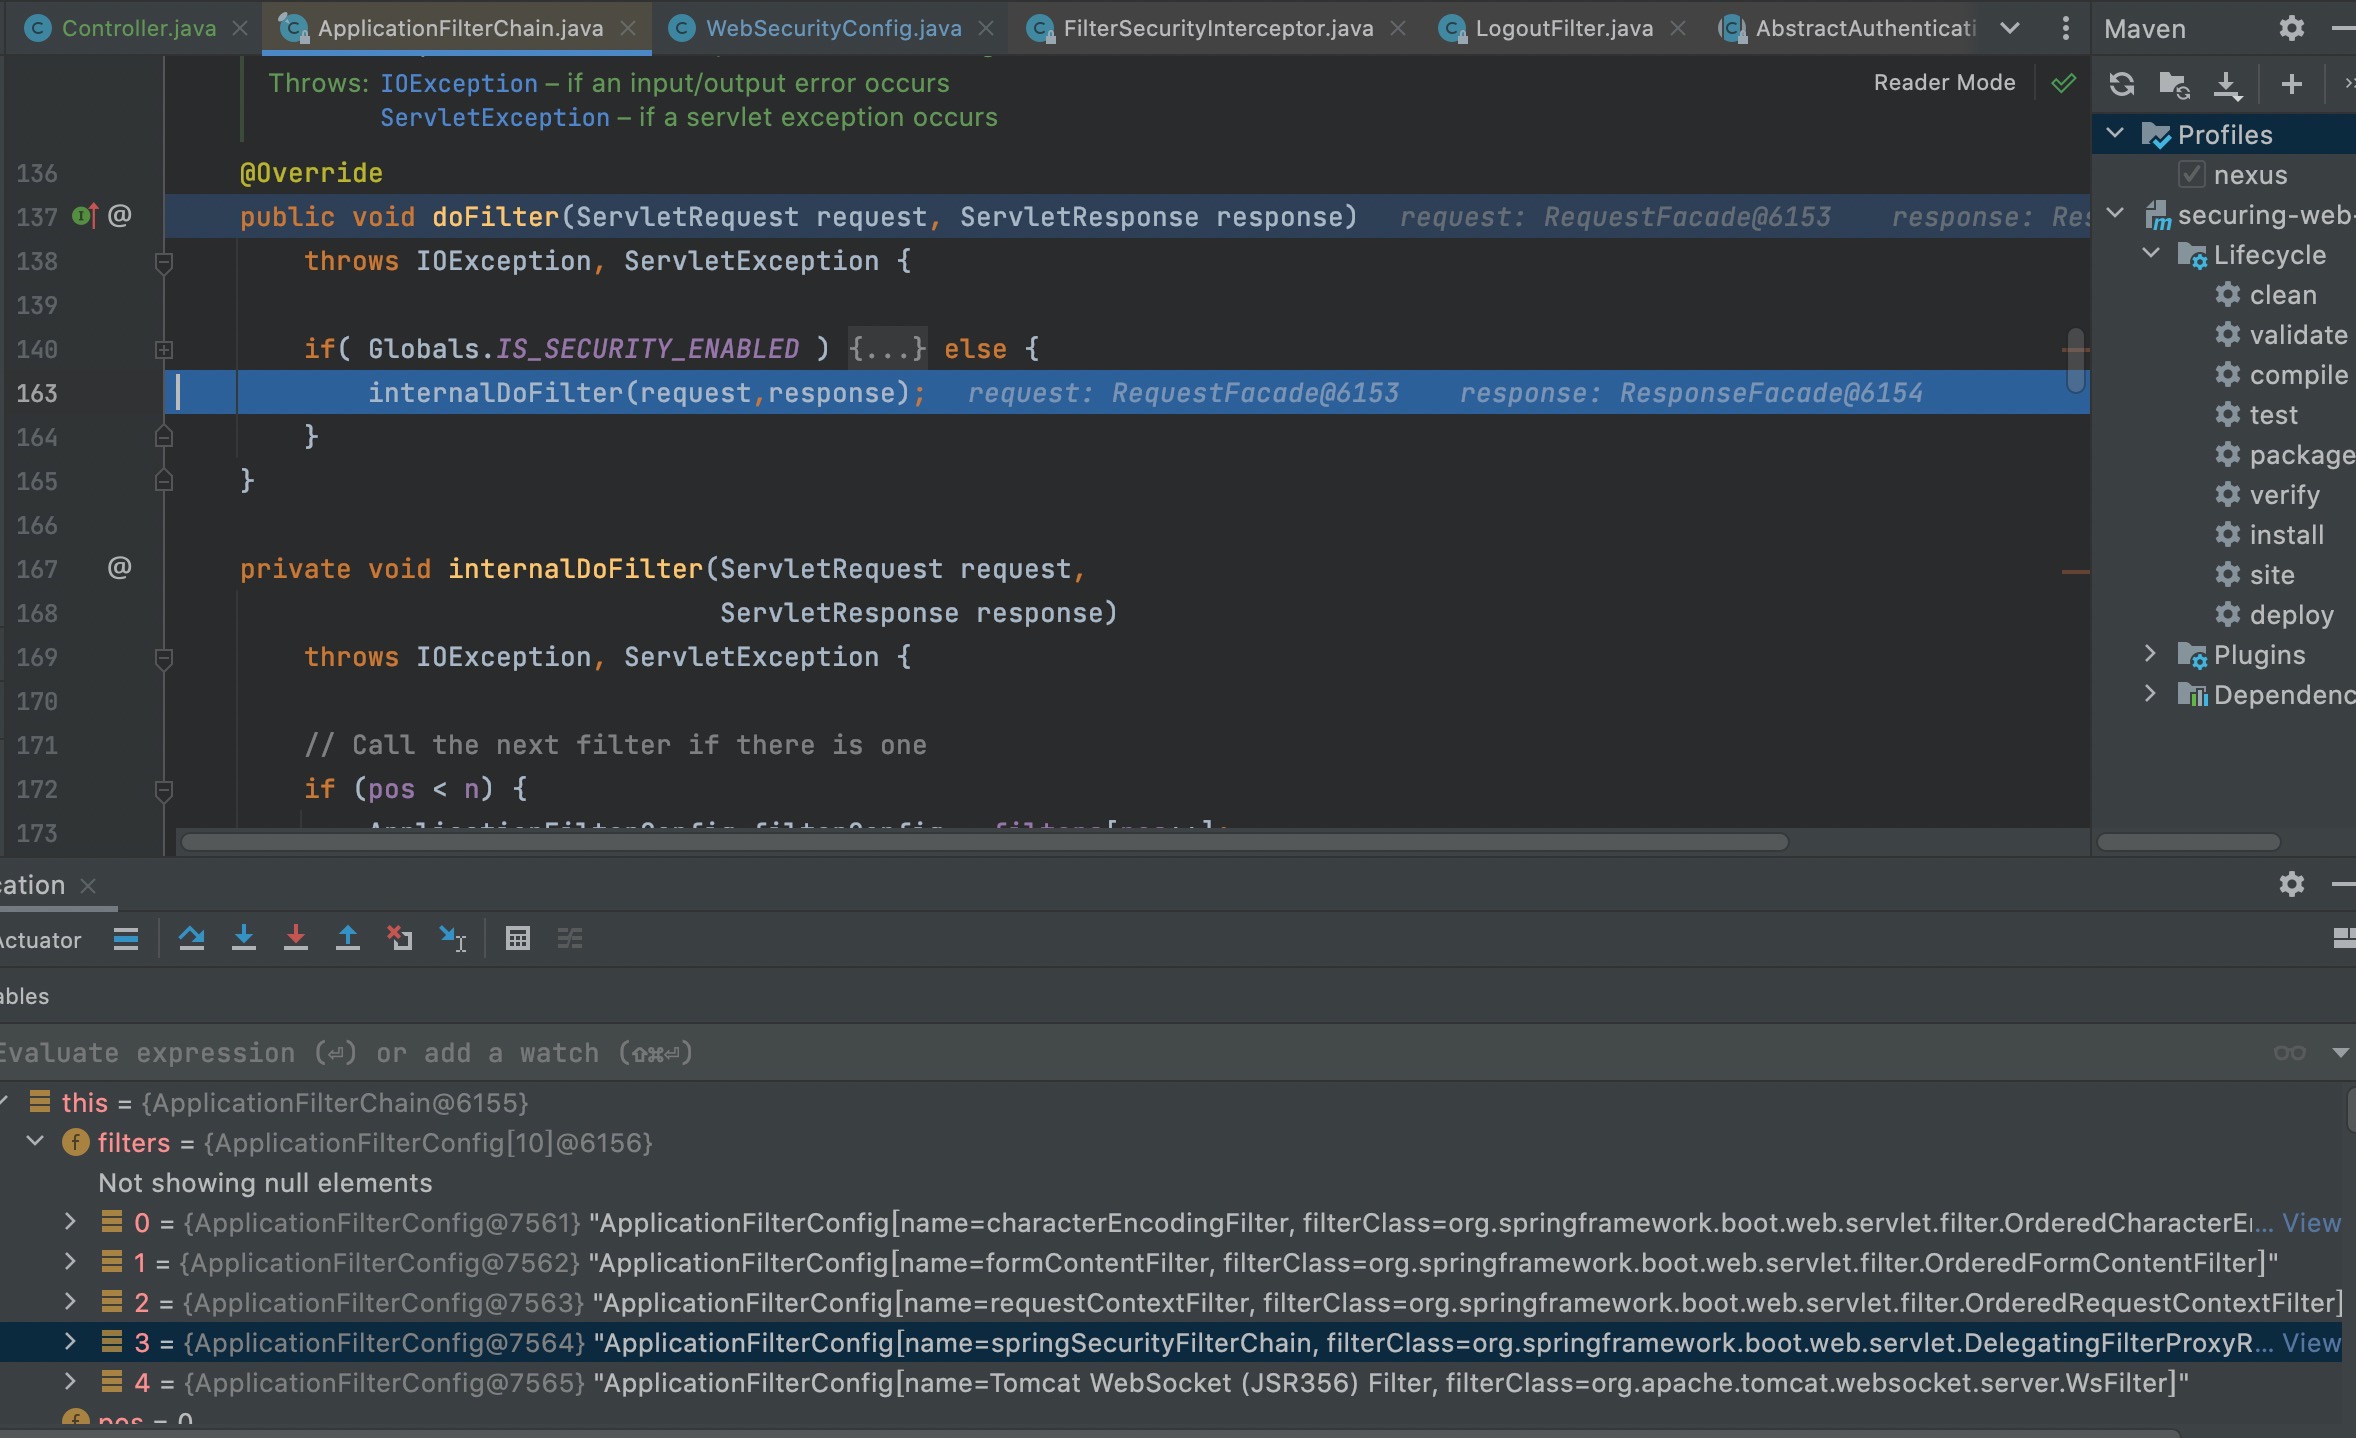 Controller.java ApplicationFilterChain.java WebSecurityConfig.java FilterSecurityInterceptor.java LogoutFilter.java AbstractAuthenticati
Throws: IOException – if an input/output error occurs
ServletException – if a servlet exception occurs
Reader Mode
136 @Override
137 @ public void doFilter(ServletRequest request, ServletResponse response) request: RequestFacade@6153 response: Res
138 throws IOException, ServletException {
139
140 if( Globals.IS_SECURITY_ENABLED ) {...} else {
163 internalDoFilter(request,response); request: RequestFacade@6153 response: ResponseFacade@6154
164 }
165 }
166
167 @ private void internalDoFilter(ServletRequest request,
168 ServletResponse response)
169 throws IOException, ServletException {
170
171 // Call the next filter if there is one
172 if (pos < n) {
173
Maven
Profiles
nexus
securing-web-
Lifecycle
clean
validate
compile
test
package
verify
install
site
deploy
Plugins
Dependenc
cation
Actuator
ables
Evaluate expression (⏎) or add a watch (⇧⌘⏎)
this = {ApplicationFilterChain@6155}
filters = {ApplicationFilterConfig[10]@6156}
Not showing null elements
0 = {ApplicationFilterConfig@7561} "ApplicationFilterConfig[name=characterEncodingFilter, filterClass=org.springframework.boot.web.servlet.filter.OrderedCharacterE... View
1 = {ApplicationFilterConfig@7562} "ApplicationFilterConfig[name=formContentFilter, filterClass=org.springframework.boot.web.servlet.filter.OrderedFormContentFilter]"
2 = {ApplicationFilterConfig@7563} "ApplicationFilterConfig[name=requestContextFilter, filterClass=org.springframework.boot.web.servlet.filter.OrderedRequestContextFilter]
3 = {ApplicationFilterConfig@7564} "ApplicationFilterConfig[name=springSecurityFilterChain, filterClass=org.springframework.boot.web.servlet.DelegatingFilterProxyR... View
4 = {ApplicationFilterConfig@7565} "ApplicationFilterConfig[name=Tomcat WebSocket (JSR356) Filter, filterClass=org.apache.tomcat.websocket.server.WsFilter]"
pos = 0